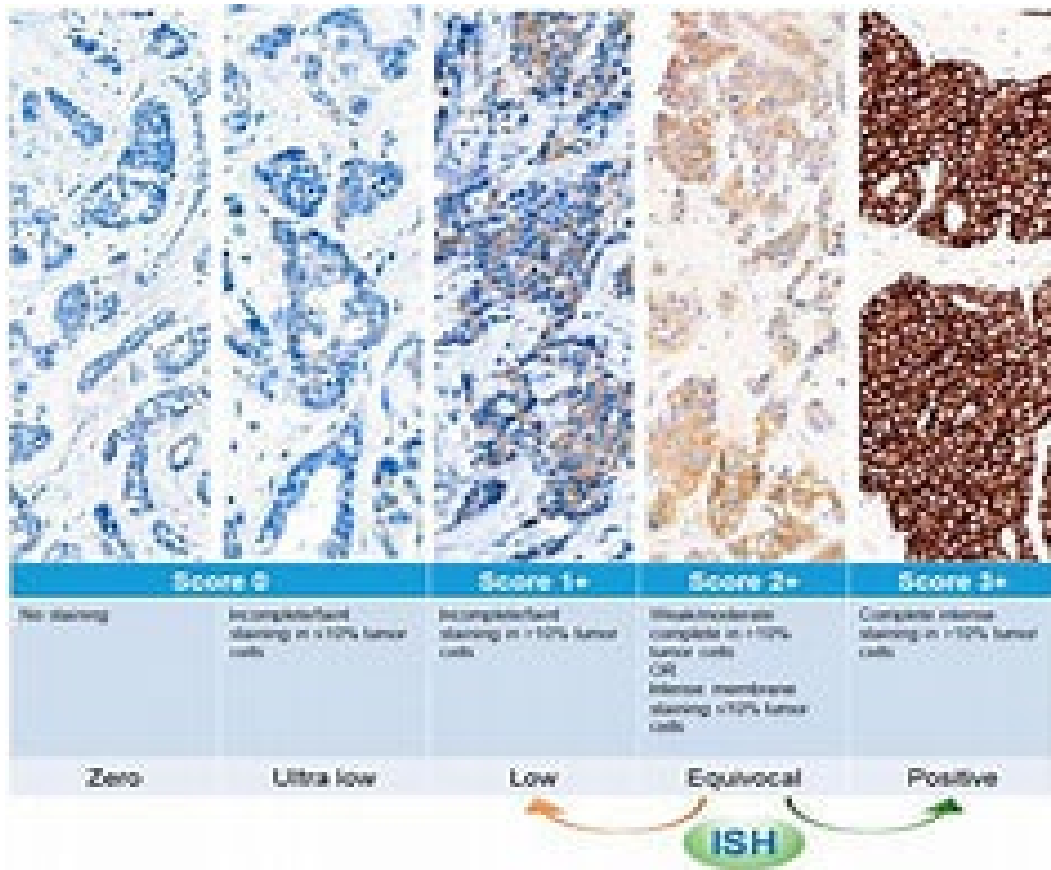 Score 0
Score 1+
Score 2+
Score 3+
No staining
Incomplete/faint
staining in ≤10% tumor
cells
Incomplete/faint
staining in >10% tumor
cells
Weak/moderate
complete in >10%
tumor cells
OR
Intense membrane
staining ≤10% tumor
cells
Complete intense
staining in >10% tumor
cells
Zero
Ultra low
Low
Equivocal
Positive
ISH